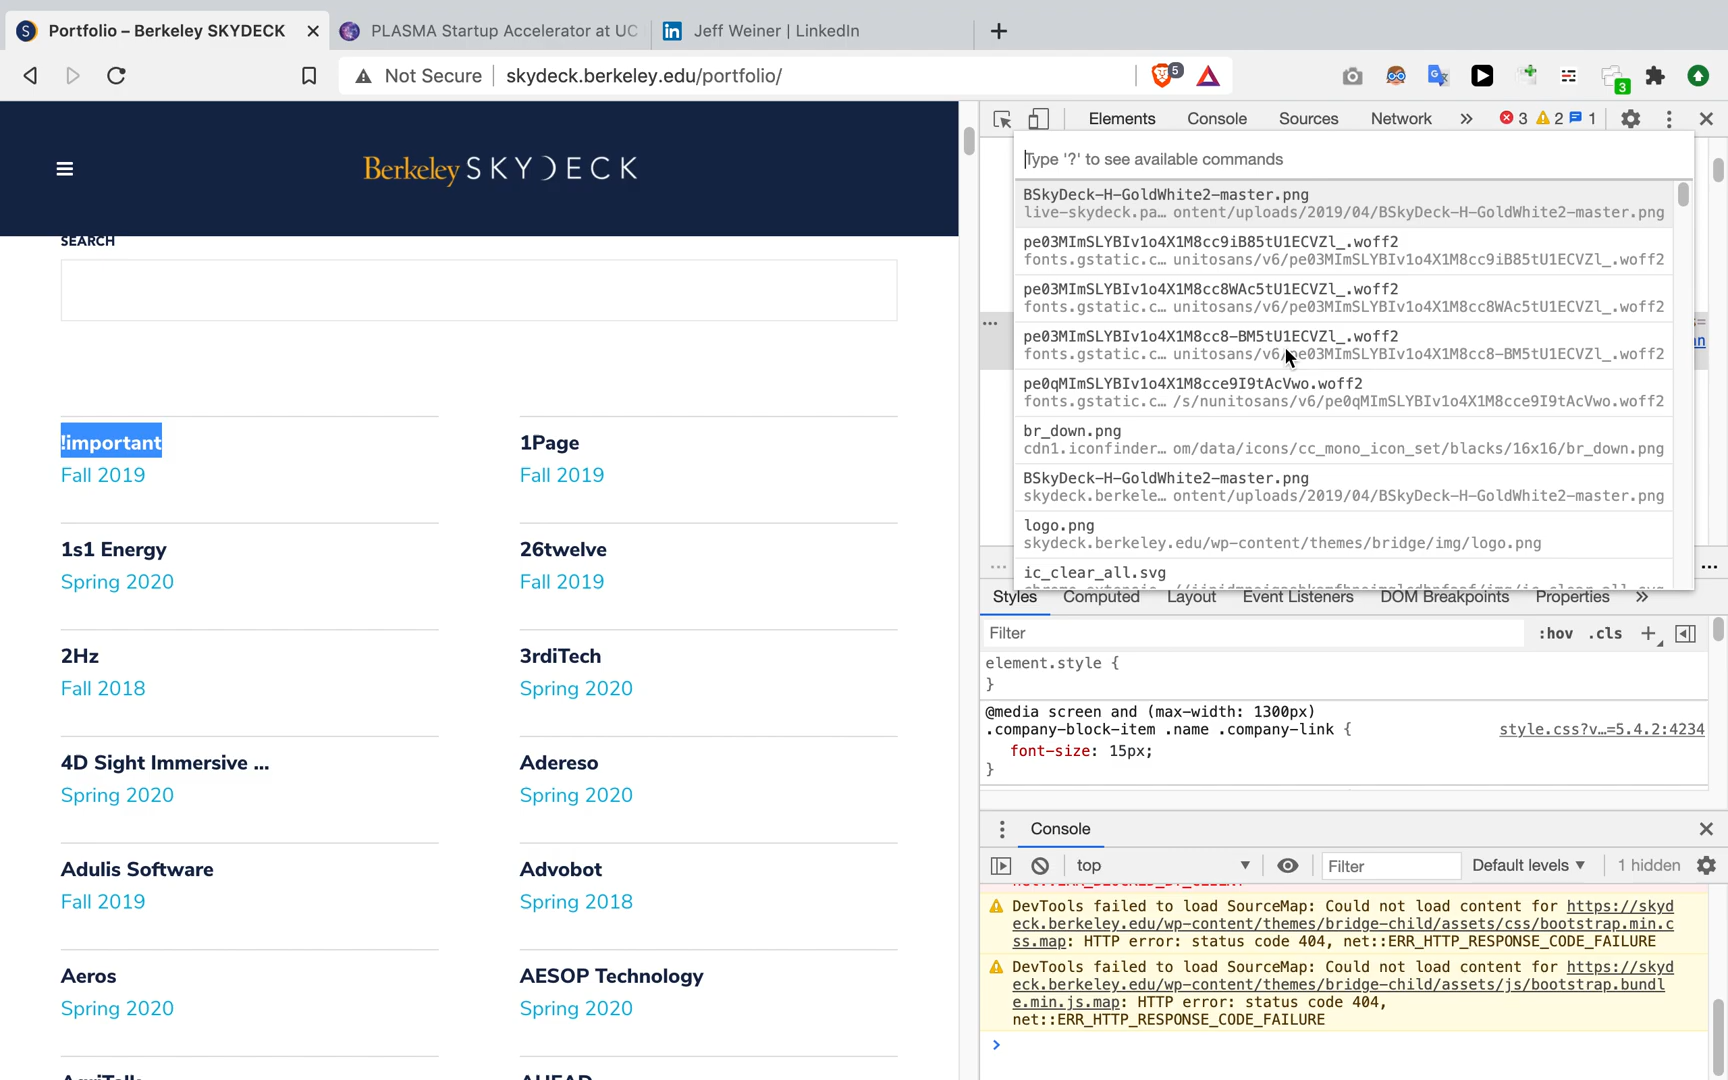 Portfolio – Berkeley SKYDECK
PLASMA Startup Accelerator at UC
Jeff Weiner | LinkedIn
Not Secure
skydeck.berkeley.edu/portfolio/
5
3
Berkeley SKYDECK
SEARCH
!important
Fall 2019
1Page
Fall 2019
1s1 Energy
Spring 2020
26twelve
Fall 2019
2Hz
Fall 2018
3rdiTech
Spring 2020
4D Sight Immersive ...
Spring 2020
Adereso
Spring 2020
Adulis Software
Fall 2019
Advobot
Spring 2018
Aeros
Spring 2020
AESOP Technology
Spring 2020
AHEAD
Elements Console Sources Network » 3 2 1
Type '?' to see available commands
BSkyDeck-H-GoldWhite2-master.png
live-skydeck.pa… ontent/uploads/2019/04/BSkyDeck-H-GoldWhite2-master.png
pe03MImSLYBIv1o4X1M8cc9iB85tU1ECVZl_.woff2
fonts.gstatic.c… unitosans/v6/pe03MImSLYBIv1o4X1M8cc9iB85tU1ECVZl_.woff2
pe03MImSLYBIv1o4X1M8cc8WAc5tU1ECVZl_.woff2
fonts.gstatic.c… unitosans/v6/pe03MImSLYBIv1o4X1M8cc8WAc5tU1ECVZl_.woff2
pe03MImSLYBIv1o4X1M8cc8-BM5tU1ECVZl_.woff2
fonts.gstatic.c… unitosans/v6/pe03MImSLYBIv1o4X1M8cc8-BM5tU1ECVZl_.woff2
pe0qMImSLYBIv1o4X1M8cce9I9tAcVwo.woff2
fonts.gstatic.c… /s/nunitosans/v6/pe0qMImSLYBIv1o4X1M8cce9I9tAcVwo.woff2
br_down.png
cdn1.iconfinder… om/data/icons/cc_mono_icon_set/blacks/16x16/br_down.png
BSkyDeck-H-GoldWhite2-master.png
skydeck.berkele… ontent/uploads/2019/04/BSkyDeck-H-GoldWhite2-master.png
logo.png
skydeck.berkeley.edu/wp-content/themes/bridge/img/logo.png
ic_clear_all.svg
Styles Computed Layout Event Listeners DOM Breakpoints Properties »
Filter :hov .cls +
element.style {
}
@media screen and (max-width: 1300px)
.company-block-item .name .company-link { style.css?v…=5.4.2:4234
font-size: 15px;
}
Console
top Filter Default levels 1 hidden
DevTools failed to load SourceMap: Could not load content for https://skyd
eck.berkeley.edu/wp-content/themes/bridge-child/assets/css/bootstrap.min.c
ss.map: HTTP error: status code 404, net::ERR_HTTP_RESPONSE_CODE_FAILURE
DevTools failed to load SourceMap: Could not load content for https://skyd
eck.berkeley.edu/wp-content/themes/bridge-child/assets/js/bootstrap.bundl
e.min.js.map: HTTP error: status code 404,
net::ERR_HTTP_RESPONSE_CODE_FAILURE
>